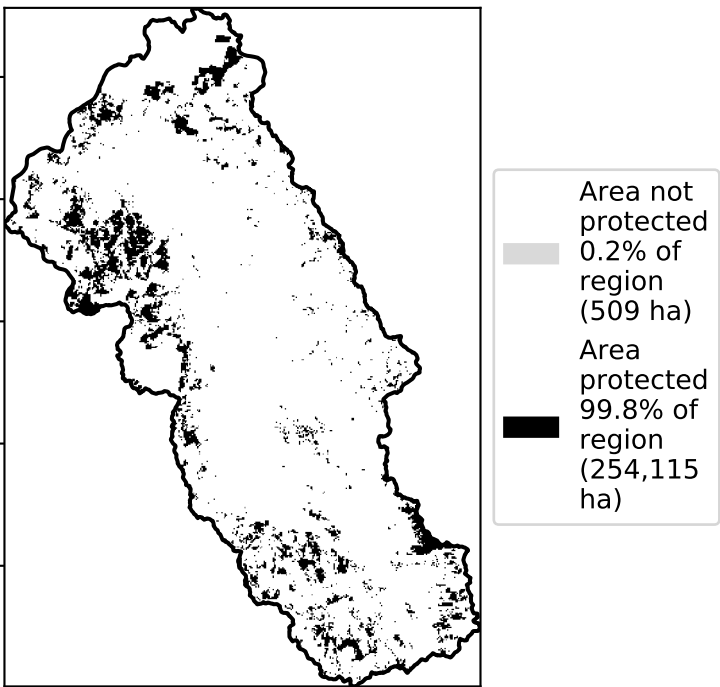 Area not
protected
0.2% of
region
(509 ha)
Area
protected
99.8% of
region
(254,115
ha)